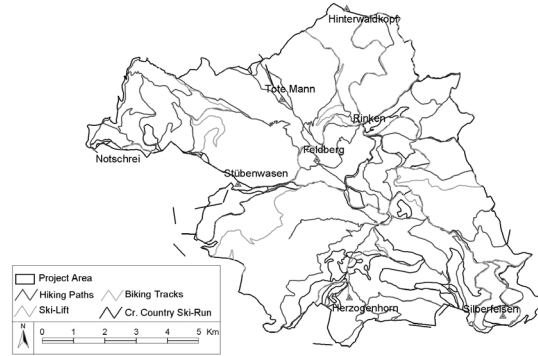 Hinterwaldkopf
Tote Mann
Rinken
Notschrei
Feldberg
Stübenwasen
Herzogenhorn
Silberfelsen
Project Area
Hiking Paths
Biking Tracks
Ski-Lift
Cr. Country Ski-Run
N
0 1 2 3 4 5 Km